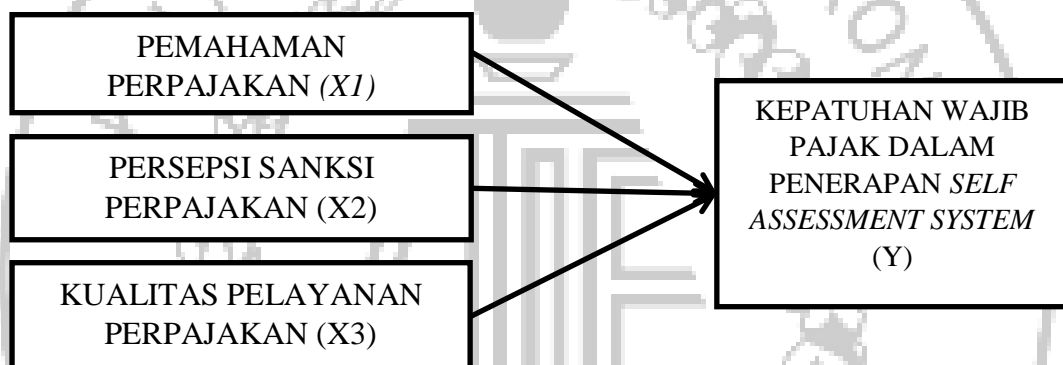 PEMAHAMAN
PERPAJAKAN (X1)
PERSEPSI SANKSI
PERPAJAKAN (X2)
KUALITAS PELAYANAN
PERPAJAKAN (X3)
KEPATUHAN WAJIB
PAJAK DALAM
PENERAPAN SELF
ASSESSMENT SYSTEM
(Y)